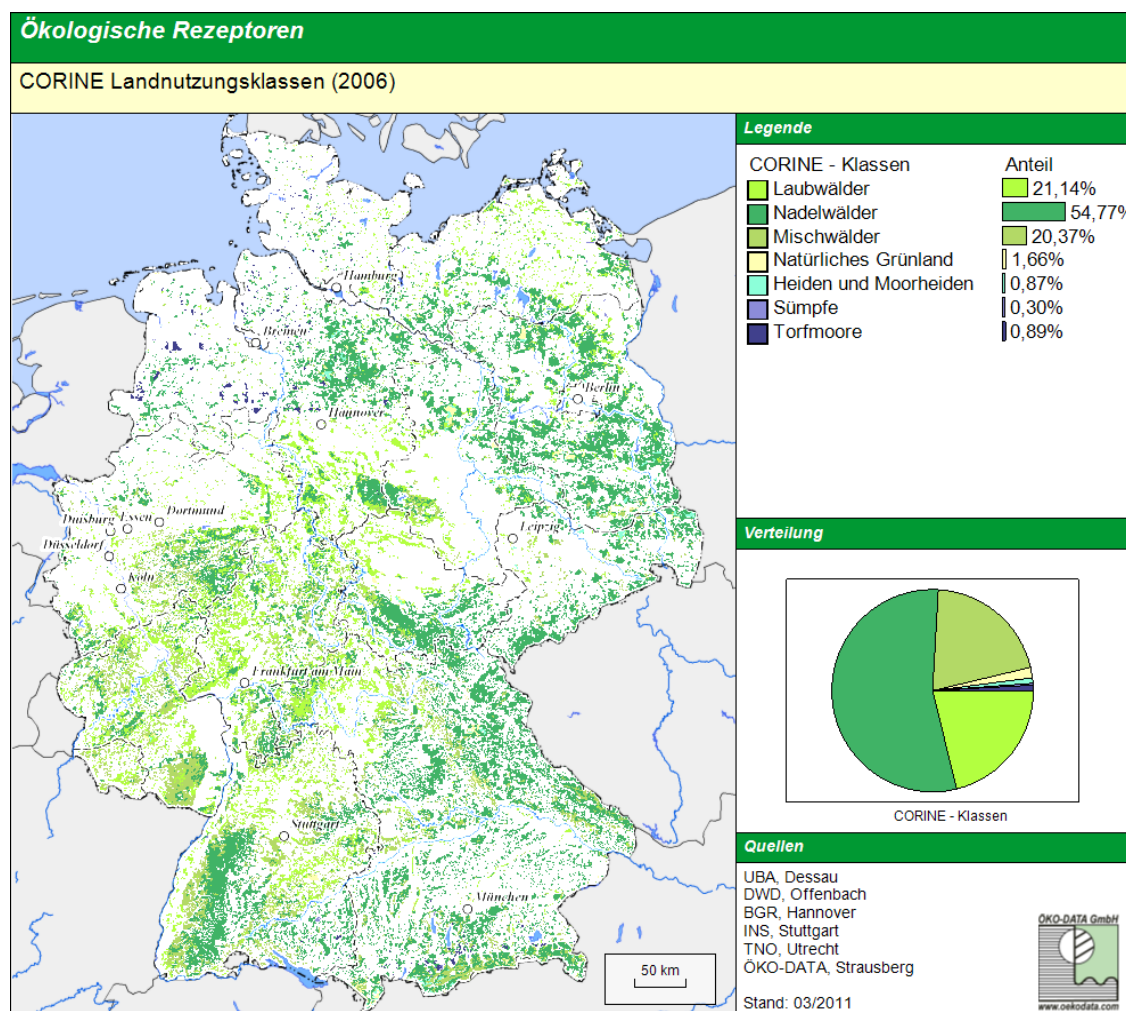 Ökologische Rezeptoren
CORINE Landnutzungsklassen (2006)
Hamburg
Bremen
Berlin
Hannover
Duisburg
Essen
Dortmund
Düsseldorf
Köln
Leipzig
Frankfurt am Main
Stuttgart
München
50 km
Legende
CORINE - Klassen Anteil
Laubwälder 21,14%
Nadelwälder 54,77%
Mischwälder 20,37%
Natürliches Grünland 1,66%
Heiden und Moorheiden 0,87%
Sümpfe 0,30%
Torfmoore 0,89%
Verteilung
CORINE - Klassen
Quellen
UBA, Dessau
DWD, Offenbach
BGR, Hannover
INS, Stuttgart
TNO, Utrecht
ÖKO-DATA, Strausberg
Stand: 03/2011
ÖKO-DATA GmbH
www.oekodata.com